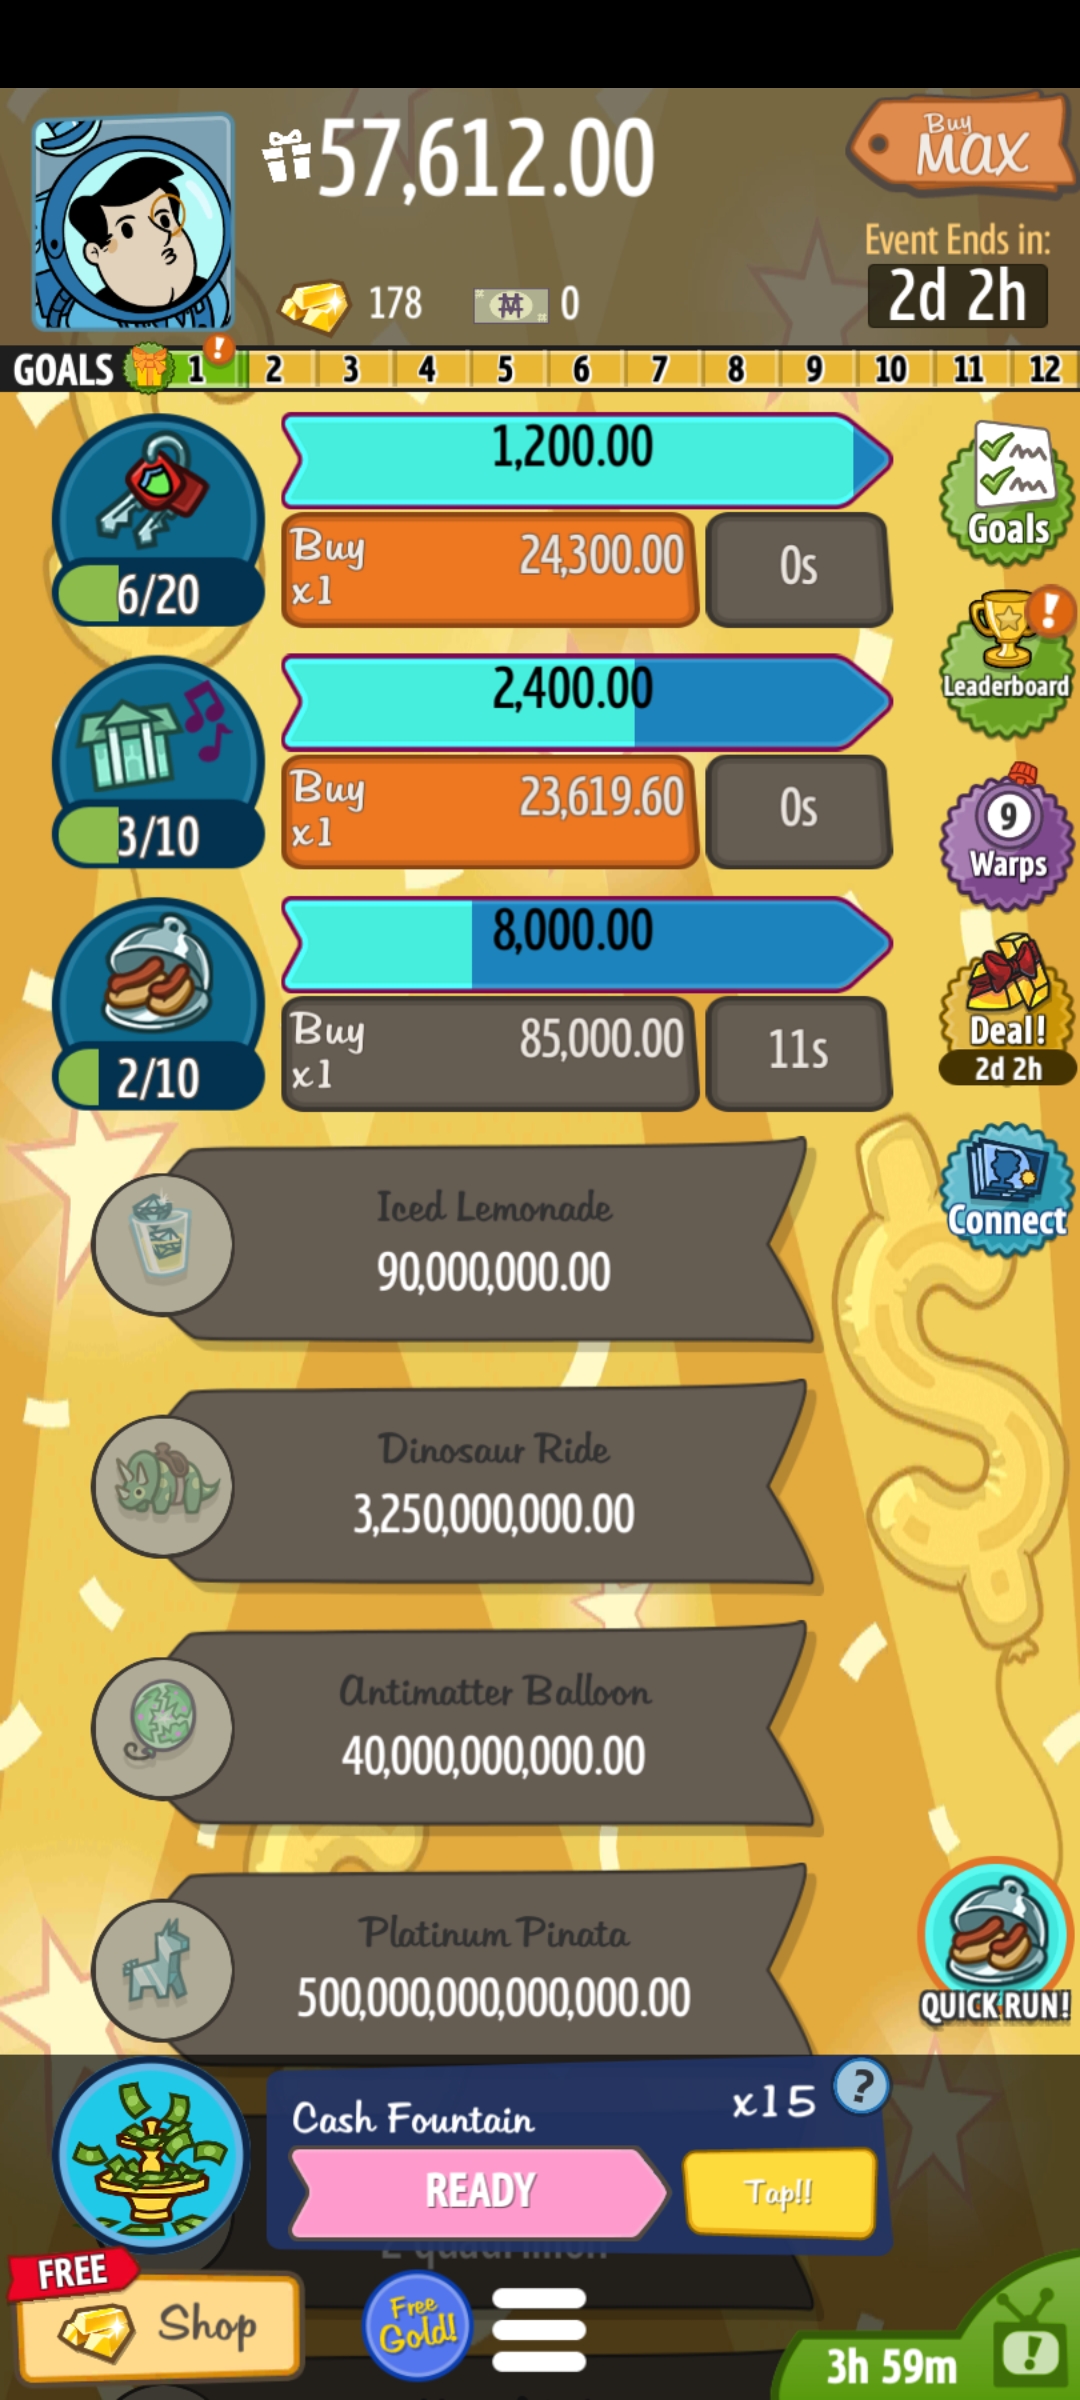 57,612.00
Buy
MAX
178
0
Event Ends in:
2d 2h
GOALS 1 ! 2 3 4 5 6 7 8 9 10 11 12
1,200.00
Buy
x1
24,300.00
0s
6/20
Goals
2,400.00
Buy
x1
23,619.60
0s
3/10
!
Leaderboard
8,000.00
Buy
x1
85,000.00
11s
2/10
9
Warps
Deal!
2d 2h
Connect
Iced Lemonade
90,000,000.00
Dinosaur Ride
3,250,000,000.00
Antimatter Balloon
40,000,000,000.00
Platinum Pinata
500,000,000,000,000.00
QUICK RUN!
Cash Fountain
x15
?
READY
Tap!!
FREE
Shop
Free
Gold!
3h 59m
!